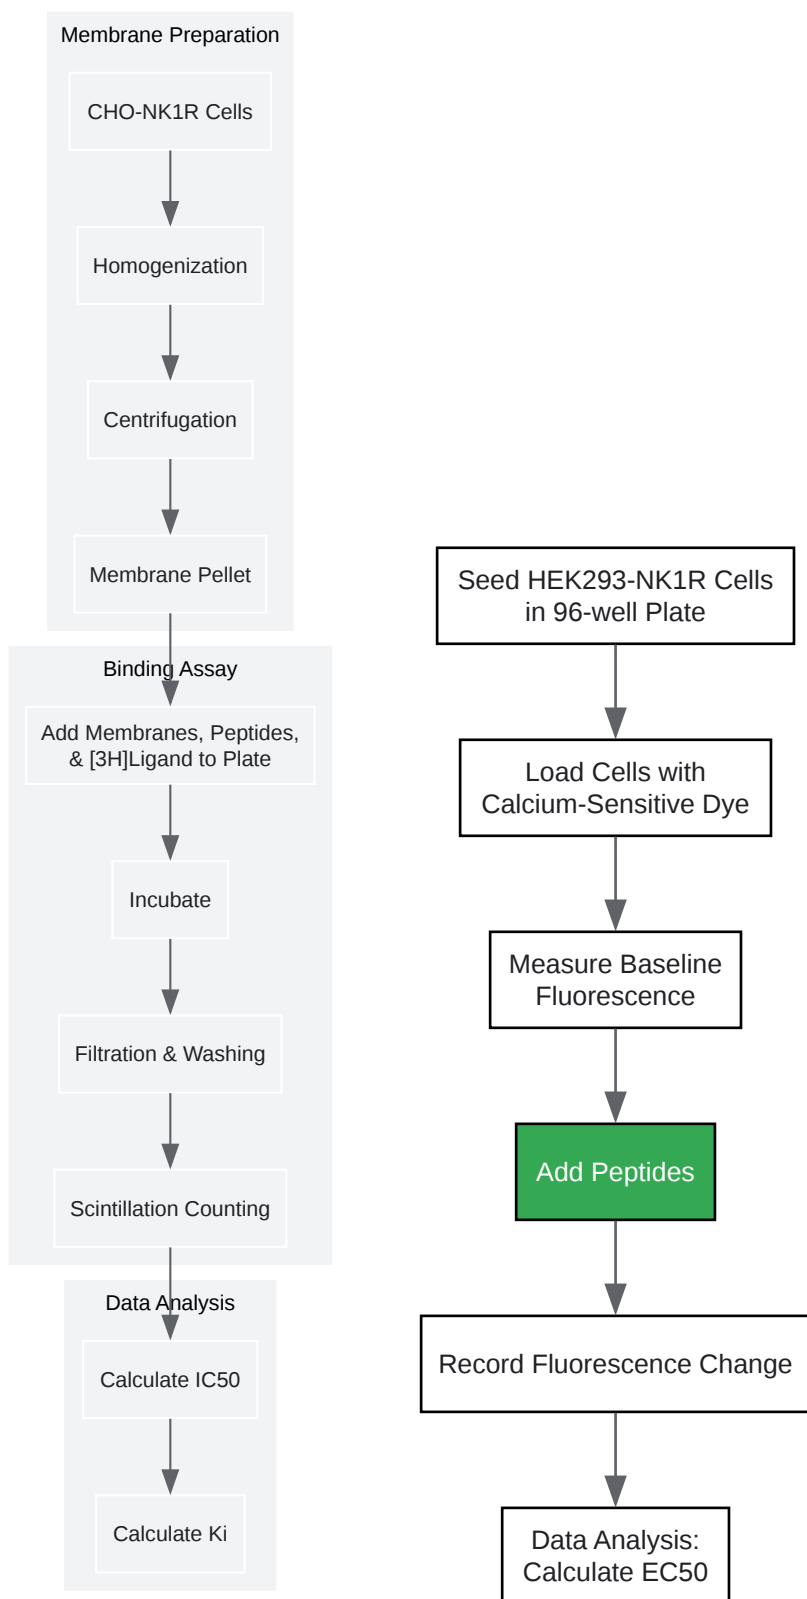 Membrane Preparation
CHO-NK1R Cells
Homogenization
Centrifugation
Membrane Pellet
Binding Assay
Add Membranes, Peptides,
& [3H]Ligand to Plate
Incubate
Filtration & Washing
Scintillation Counting
Data Analysis
Calculate IC50
Calculate Ki
Seed HEK293-NK1R Cells
in 96-well Plate
Load Cells with
Calcium-Sensitive Dye
Measure Baseline
Fluorescence
Add Peptides
Record Fluorescence Change
Data Analysis:
Calculate EC50